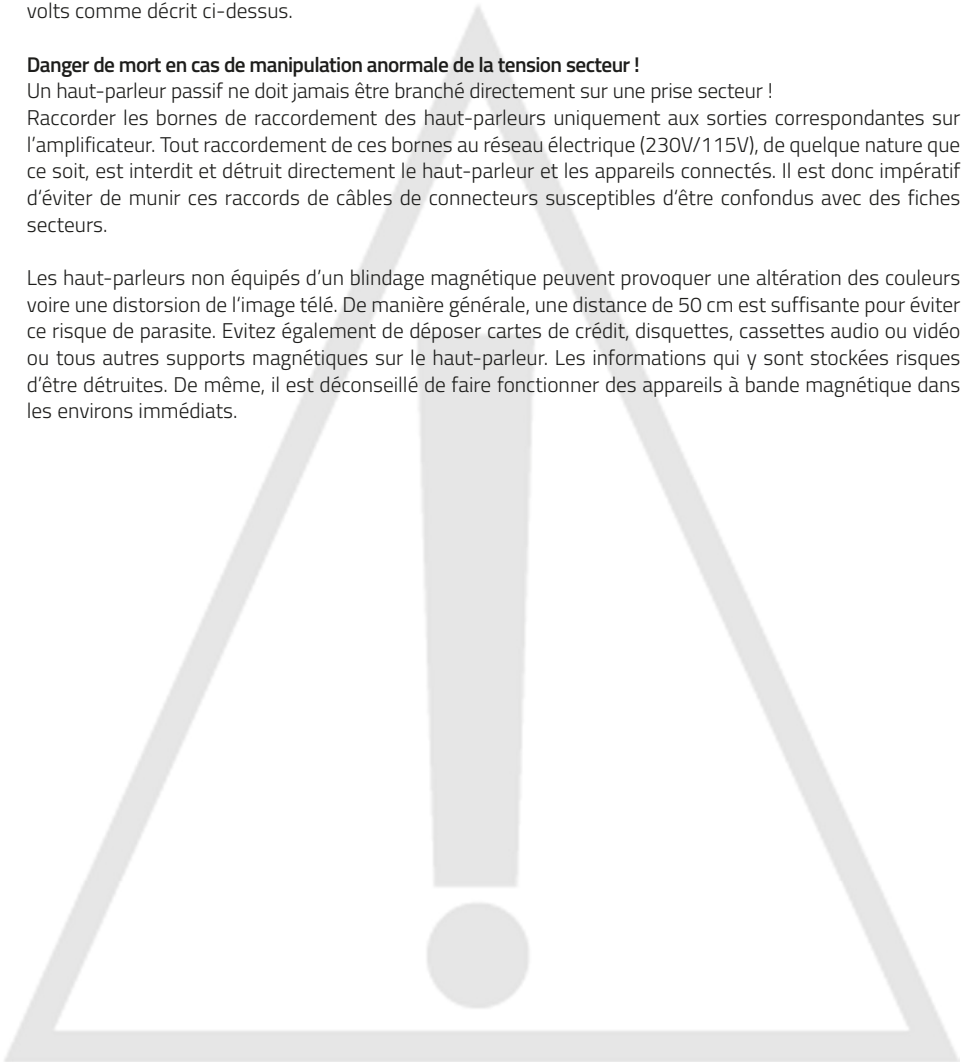 volts comme décrit ci-dessus.
Danger de mort en cas de manipulation anormale de la tension secteur !
Un haut-parleur passif ne doit jamais être branché directement sur une prise secteur !
Raccorder les bornes de raccordement des haut-parleurs uniquement aux sorties correspondantes sur
l’amplificateur. Tout raccordement de ces bornes au réseau électrique (230V/115V), de quelque nature que
ce soit, est interdit et détruit directement le haut-parleur et les appareils connectés. Il est donc impératif
d’éviter de munir ces raccords de câbles de connecteurs susceptibles d’être confondus avec des fiches
secteurs.
Les haut-parleurs non équipés d’un blindage magnétique peuvent provoquer une altération des couleurs
voire une distorsion de l’image télé. De manière générale, une distance de 50 cm est suffisante pour éviter
ce risque de parasite. Evitez également de déposer cartes de crédit, disquettes, cassettes audio ou vidéo
ou tous autres supports magnétiques sur le haut-parleur. Les informations qui y sont stockées risques
d’être détruites. De même, il est déconseillé de faire fonctionner des appareils à bande magnétique dans
les environs immédiats.